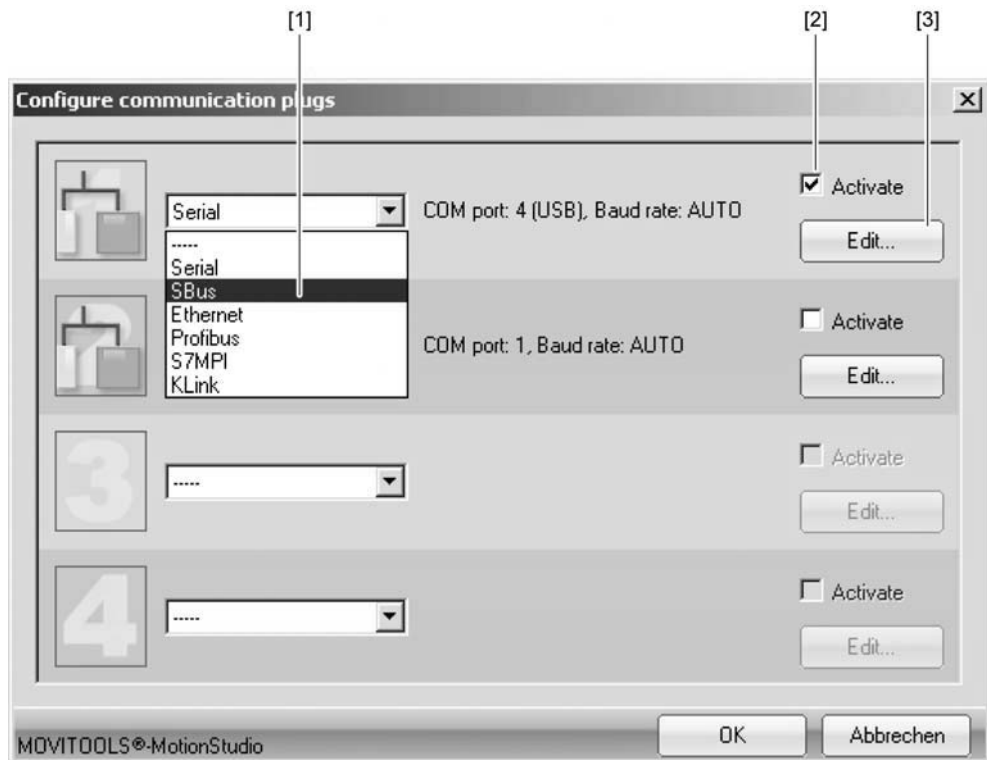 [1] [2] [3]
Configure communication plugs
Serial
COM port: 4 (USB), Baud rate: AUTO
Activate
Edit...
-----
Serial
SBus
Ethernet
Profibus
S7MPI
KLink
COM port: 1, Baud rate: AUTO
Activate
Edit...
3
-----
Activate
Edit...
4
-----
Activate
Edit...
MOVITOOLS®-MotionStudio
OK
Abbrechen